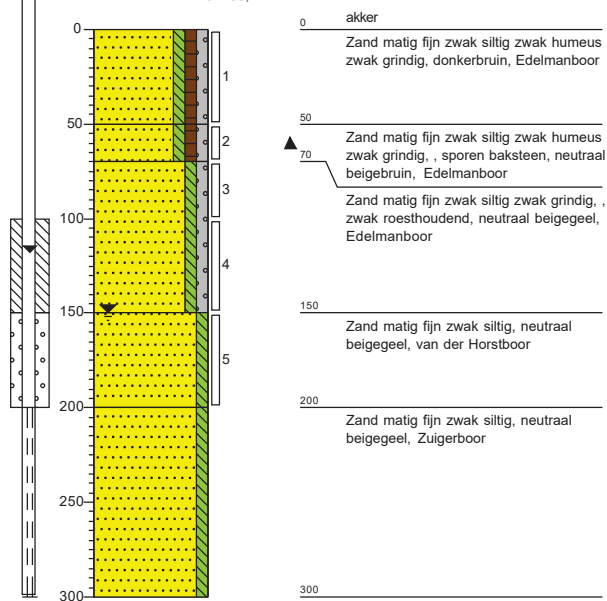 0
50
100
150
200
250
300
1
2
3
4
5
0
akker
Zand matig fijn zwak siltig zwak humeus
zwak grindig, donkerbruin, Edelmanboor
50
Zand matig fijn zwak siltig zwak humeus
zwak grindig, , sporen baksteen, neutraal
beigebruin, Edelmanboor
70
Zand matig fijn zwak siltig zwak grindig, ,
zwak roesthoudend, neutraal beigegeel,
Edelmanboor
150
Zand matig fijn zwak siltig, neutraal
beigegeel, van der Horstboor
200
Zand matig fijn zwak siltig, neutraal
beigegeel, Zuigerboor
300